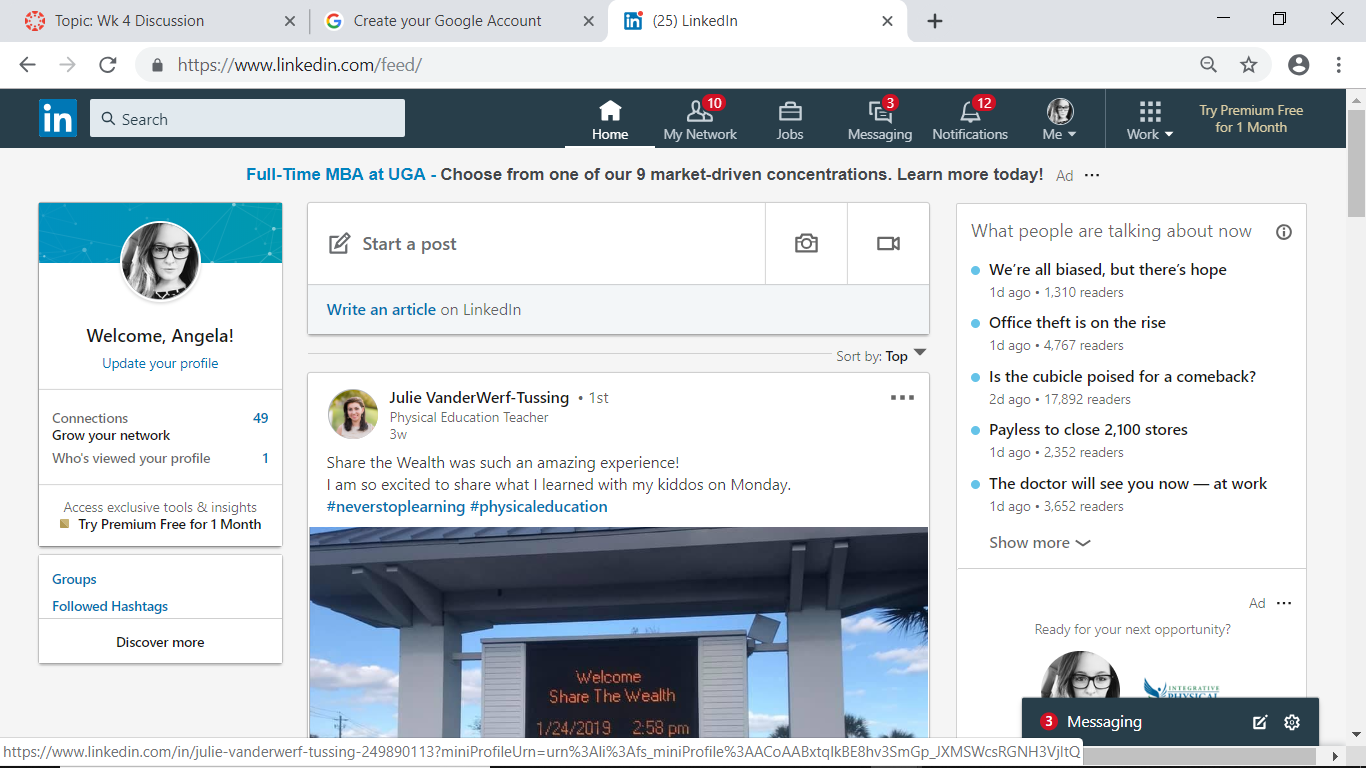 Topic: Wk 4 Discussion
Create your Google Account
(25) LinkedIn
https://www.linkedin.com/feed/
in
Search
Home
10
My Network
Jobs
3
Messaging
12
Notifications
Me
Work
Try Premium Free
for 1 Month
Full-Time MBA at UGA - Choose from one of our 9 market-driven concentrations. Learn more today!
Ad
Welcome, Angela!
Update your profile
Connections 49
Grow your network
Who's viewed your profile 1
Access exclusive tools & insights
Try Premium Free for 1 Month
Groups
Followed Hashtags
Discover more
Start a post
Write an article on LinkedIn
Sort by: Top
Julie VanderWerf-Tussing • 1st
Physical Education Teacher
3w
Share the Wealth was such an amazing experience!
I am so excited to share what I learned with my kiddos on Monday.
#neverstoplearning #physicaleducation
Welcome
Share The Wealth
1/24/2019 2:58 pm
What people are talking about now
We're all biased, but there's hope
1d ago • 1,310 readers
Office theft is on the rise
1d ago • 4,767 readers
Is the cubicle poised for a comeback?
2d ago • 17,892 readers
Payless to close 2,100 stores
1d ago • 2,352 readers
The doctor will see you now — at work
1d ago • 3,652 readers
Show more
Ad
Ready for your next opportunity?
INTEGRATIVE
PHYSICAL
3 Messaging
https://www.linkedin.com/in/julie-vanderwerf-tussing-249890113?miniProfileUrn=urn%3Ali%3Afs_miniProfile%3AACoAABxtqIkBE8hv3SmGp_JXMSWcsRGNH3VjltQ